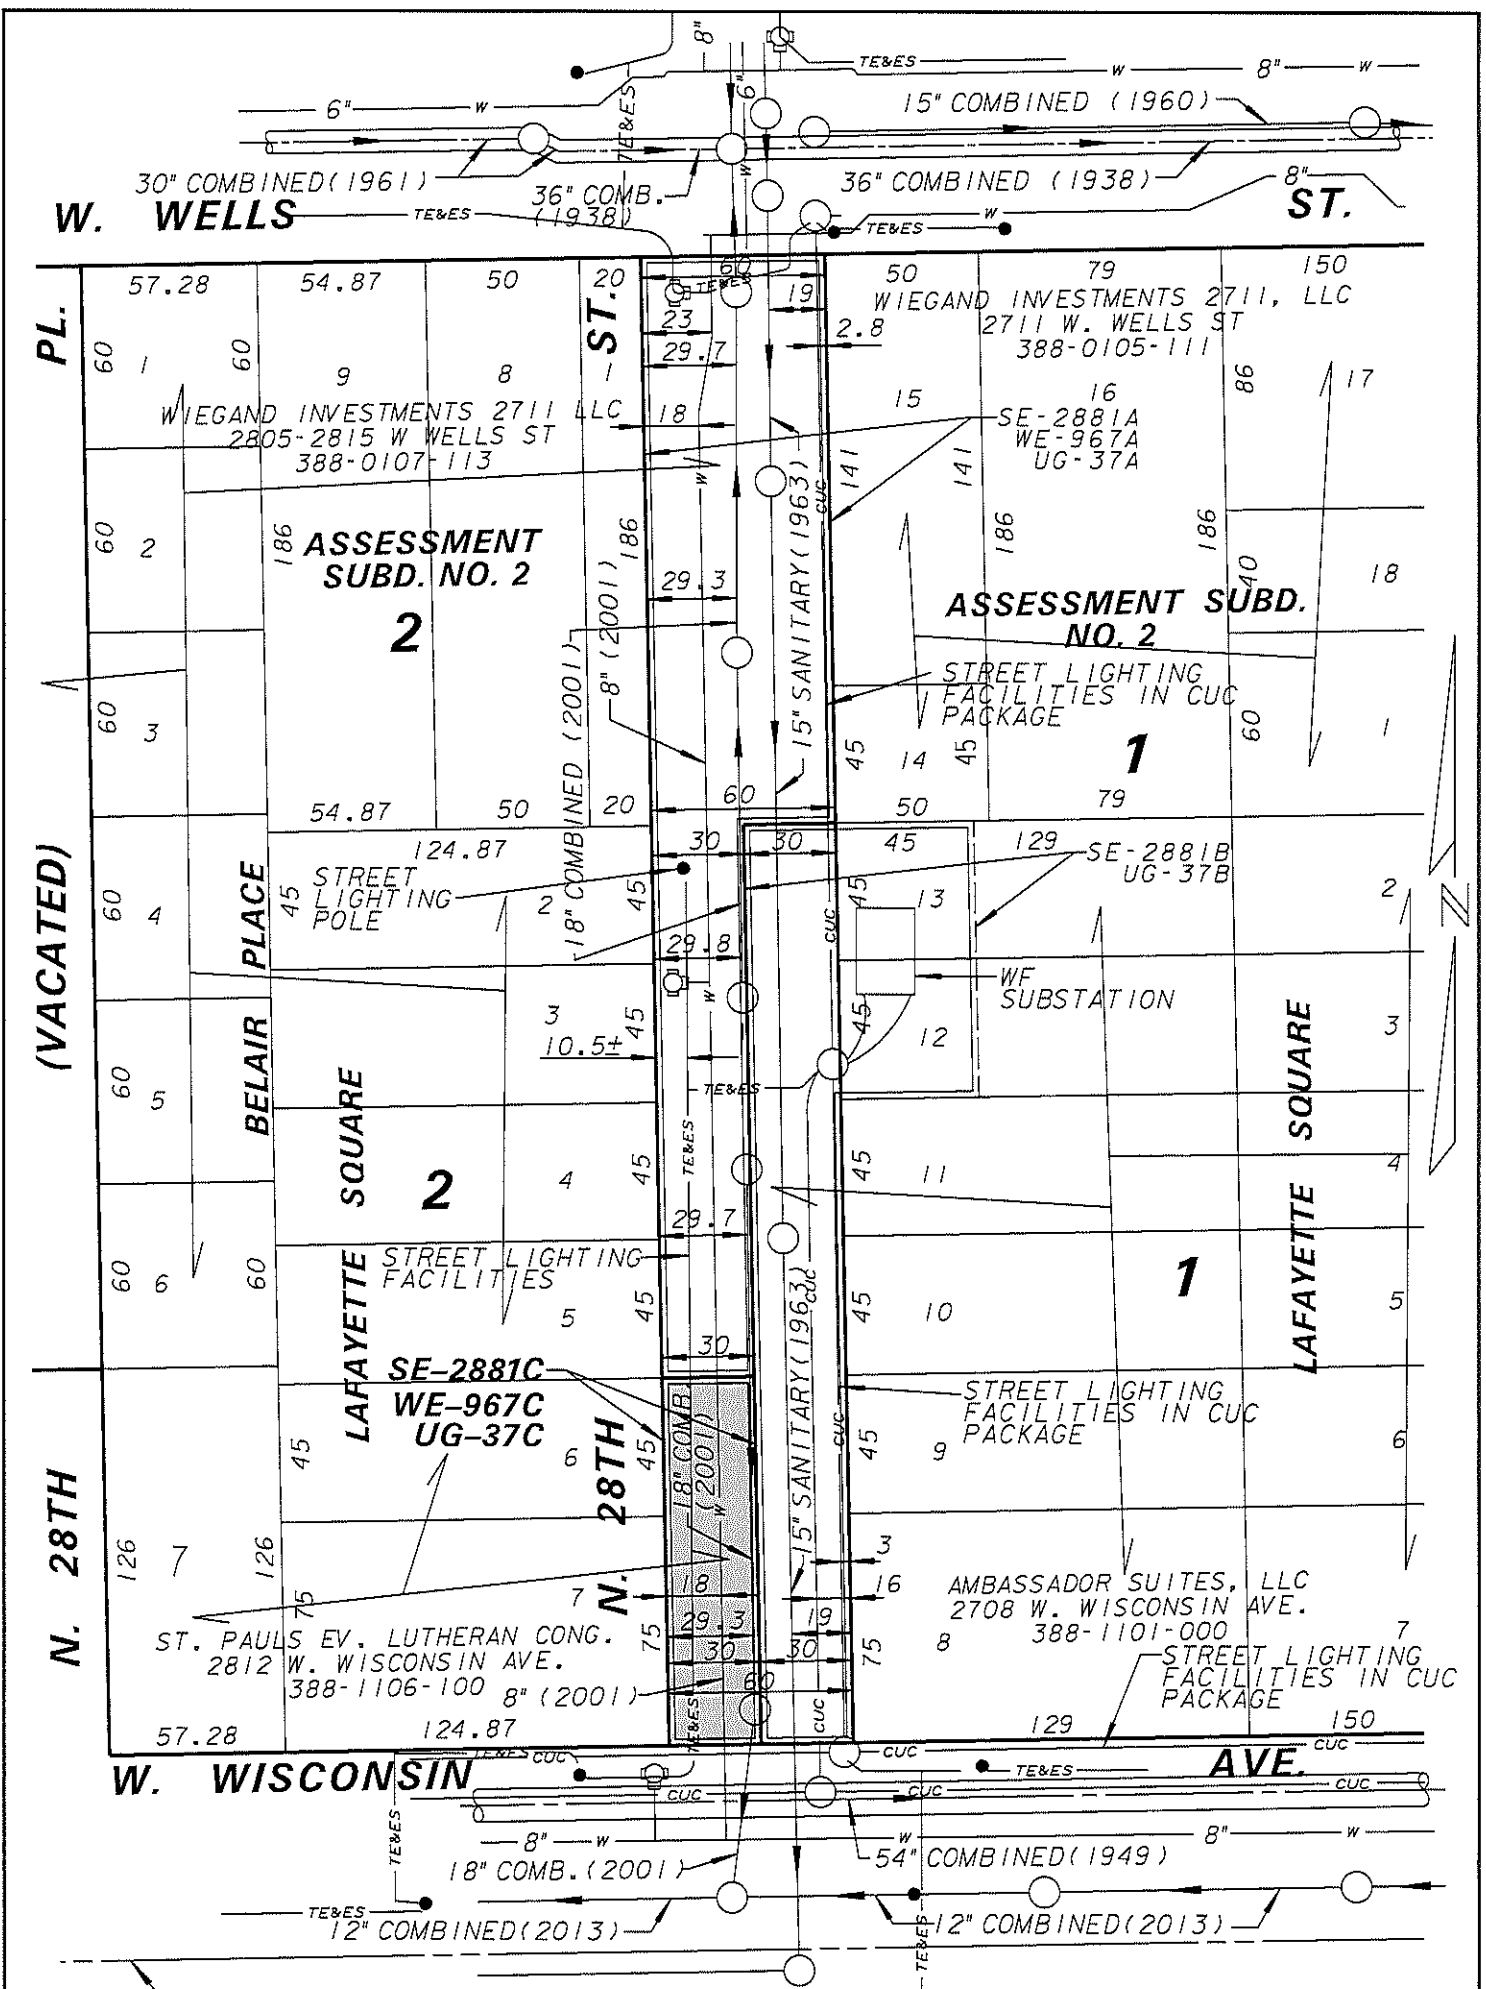 8"
TE&ES
W
8"
W
6"
W
TE&ES
6"
15" COMBINED (1960)
30" COMBINED(1961)
36" COMB.
(1938)
W
36" COMBINED (1938)
8"
W. WELLS
TE&ES
W
TE&ES
ST.
57.28
54.87
50
20
60
TE&ES
19
50
79
150
WIEGAND INVESTMENTS 2711, LLC
2711 W. WELLS ST
388-0105-111
PL.
ST.
23
2.8
29.7
60
1
60
9
8
1
15
16
86
17
WIEGAND INVESTMENTS 2711 LLC
2805-2815 W WELLS ST
388-0107-113
18
SE-2881A
WE-967A
UG-37A
141
141
W
CUC
60
2
186
ASSESSMENT
SUBD. NO. 2
2
186
8" (2001)
15" SANITARY(1963)
186
186
40
18
29.3
ASSESSMENT SUBD.
NO. 2
STREET LIGHTING
FACILITIES IN CUC
PACKAGE
60
3
18" COMBINED (2001)
45
14
45
1
60
1
54.87
50
20
60
50
79
124.87
30
30
45
129
SE-2881B
UG-37B
(VACATED)
BELAIR PLACE
60
4
45
STREET
LIGHTING
POLE
2
45
45
13
2
29.8
CUC
WF
SUBSTATION
W
60
5
3
45
10.5±
45
12
3
N
TE&ES
TE&ES
LAFAYETTE SQUARE
2
4
45
45
11
4
LAFAYETTE SQUARE
29.7
60
6
60
STREET LIGHTING
FACILITIES
5
45
CUC
15" SANITARY(1963)
45
10
1
5
30
SE-2881C
WE-967C
UG-37C
STREET LIGHTING
FACILITIES IN CUC
PACKAGE
N. 28TH
45
6
45
N. 28TH
18" COMB.
(2001)
W
CUC
45
9
6
15" SANITARY(1963)
126
7
126
75
7
18
3
16
AMBASSADOR SUITES, LLC
2708 W. WISCONSIN AVE.
388-1101-000
ST. PAULS EV. LUTHERAN CONG.
2812 W. WISCONSIN AVE.
388-1106-100
75
29.3
19
30
30
75
8
7
STREET LIGHTING
FACILITIES IN CUC
PACKAGE
8" (2001)
60
TE&ES
CUC
57.28
124.87
129
150
TE&ES
CUC
CUC
CUC
W. WISCONSIN
AVE.
TE&ES
CUC
CUC
CUC
TE&ES
8"
W
W
8"
W
18" COMB.(2001)
54" COMBINED(1949)
TE&ES
12" COMBINED(2013)
12" COMBINED(2013)
TE&ES